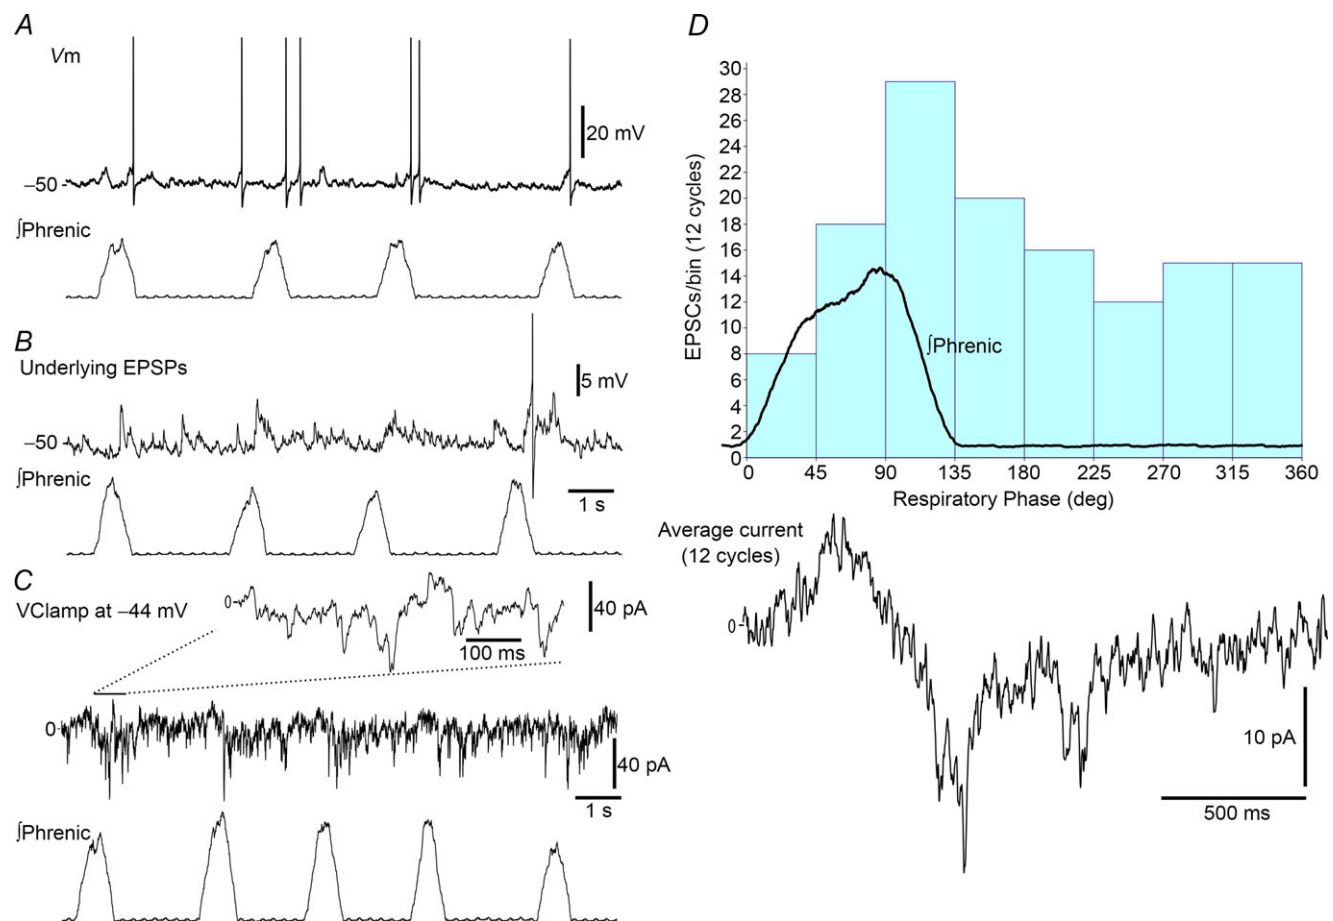 A
Vm
20 mV
–50
∫Phrenic
B
Underlying EPSPs
5 mV
–50
∫Phrenic
1 s
C
VClamp at –44 mV
0
40 pA
100 ms
0
40 pA
1 s
∫Phrenic
D
EPSCs/bin (12 cycles)
30
28
26
24
22
20
18
16
14
12
10
8
6
4
2
0
∫Phrenic
0 45 90 135 180 225 270 315 360
Respiratory Phase (deg)
Average current
(12 cycles)
0
10 pA
500 ms